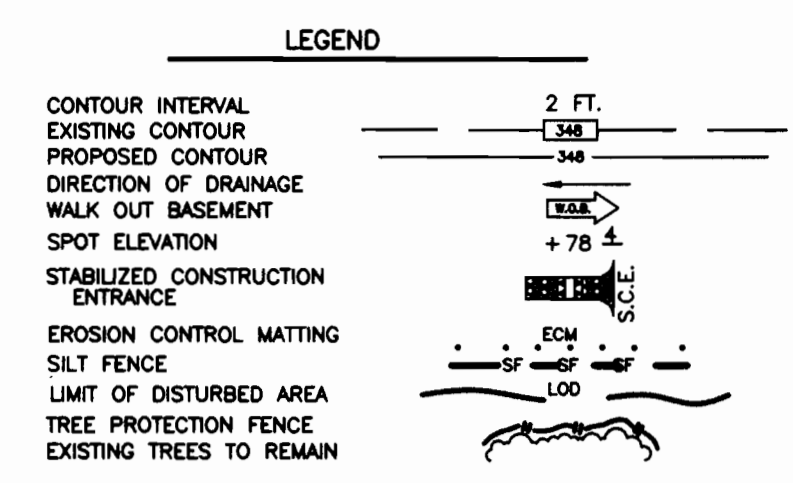 LEGEND
CONTOUR INTERVAL 2 FT.
EXISTING CONTOUR 348
PROPOSED CONTOUR 348
DIRECTION OF DRAINAGE
WALK OUT BASEMENT W.O.B.
SPOT ELEVATION +78 4
STABILIZED CONSTRUCTION
ENTRANCE S.C.E.
EROSION CONTROL MATTING ECM
SILT FENCE SF SF SF
LIMIT OF DISTURBED AREA LOD
TREE PROTECTION FENCE
EXISTING TREES TO REMAIN